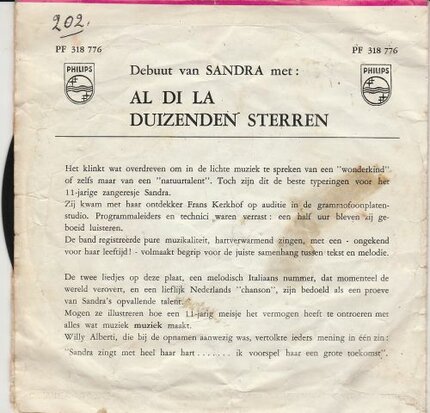 202.
PF 318 776 PF 318 776
PHILIPS PHILIPS
Debuut van SANDRA met :
AL DI LA
DUIZENDEN STERREN
Het klinkt wat overdreven om in de lichte muziek te spreken van een "wonderkind"
of zelfs maar van een "natuurtalent". Toch zijn dit de beste typeringen voor het
11-jarige zangeresje Sandra.
Zij kwam met haar ontdekker Frans Kerkhof op auditie in de grammofoonplaten-
studio. Programmaleiders en technici waren verrast : een half uur bleven zij ge-
boeid luisteren.
De band registreerde pure muzikaliteit, hartverwarmend zingen, met een - ongekend
voor haar leeftijd! - volmaakt begrip voor de juiste samenhang tussen tekst en melodie.
De twee liedjes op deze plaat, een melodisch Italiaans nummer, dat momenteel de
wereld verovert, en een lieflijk Nederlands "chanson", zijn bedoeld als een proeve
van Sandra's opvallende talent.
Mogen ze illustreren hoe een 11-jarig meisje het vermogen heeft te ontroeren met
alles wat muziek muziek maakt.
Willy Alberti, die bij de opnamen aanwezig was, vertolkte ieders mening in één zin :
"Sandra zingt met heel haar hart ....... ik voorspel haar een grote toekomst".